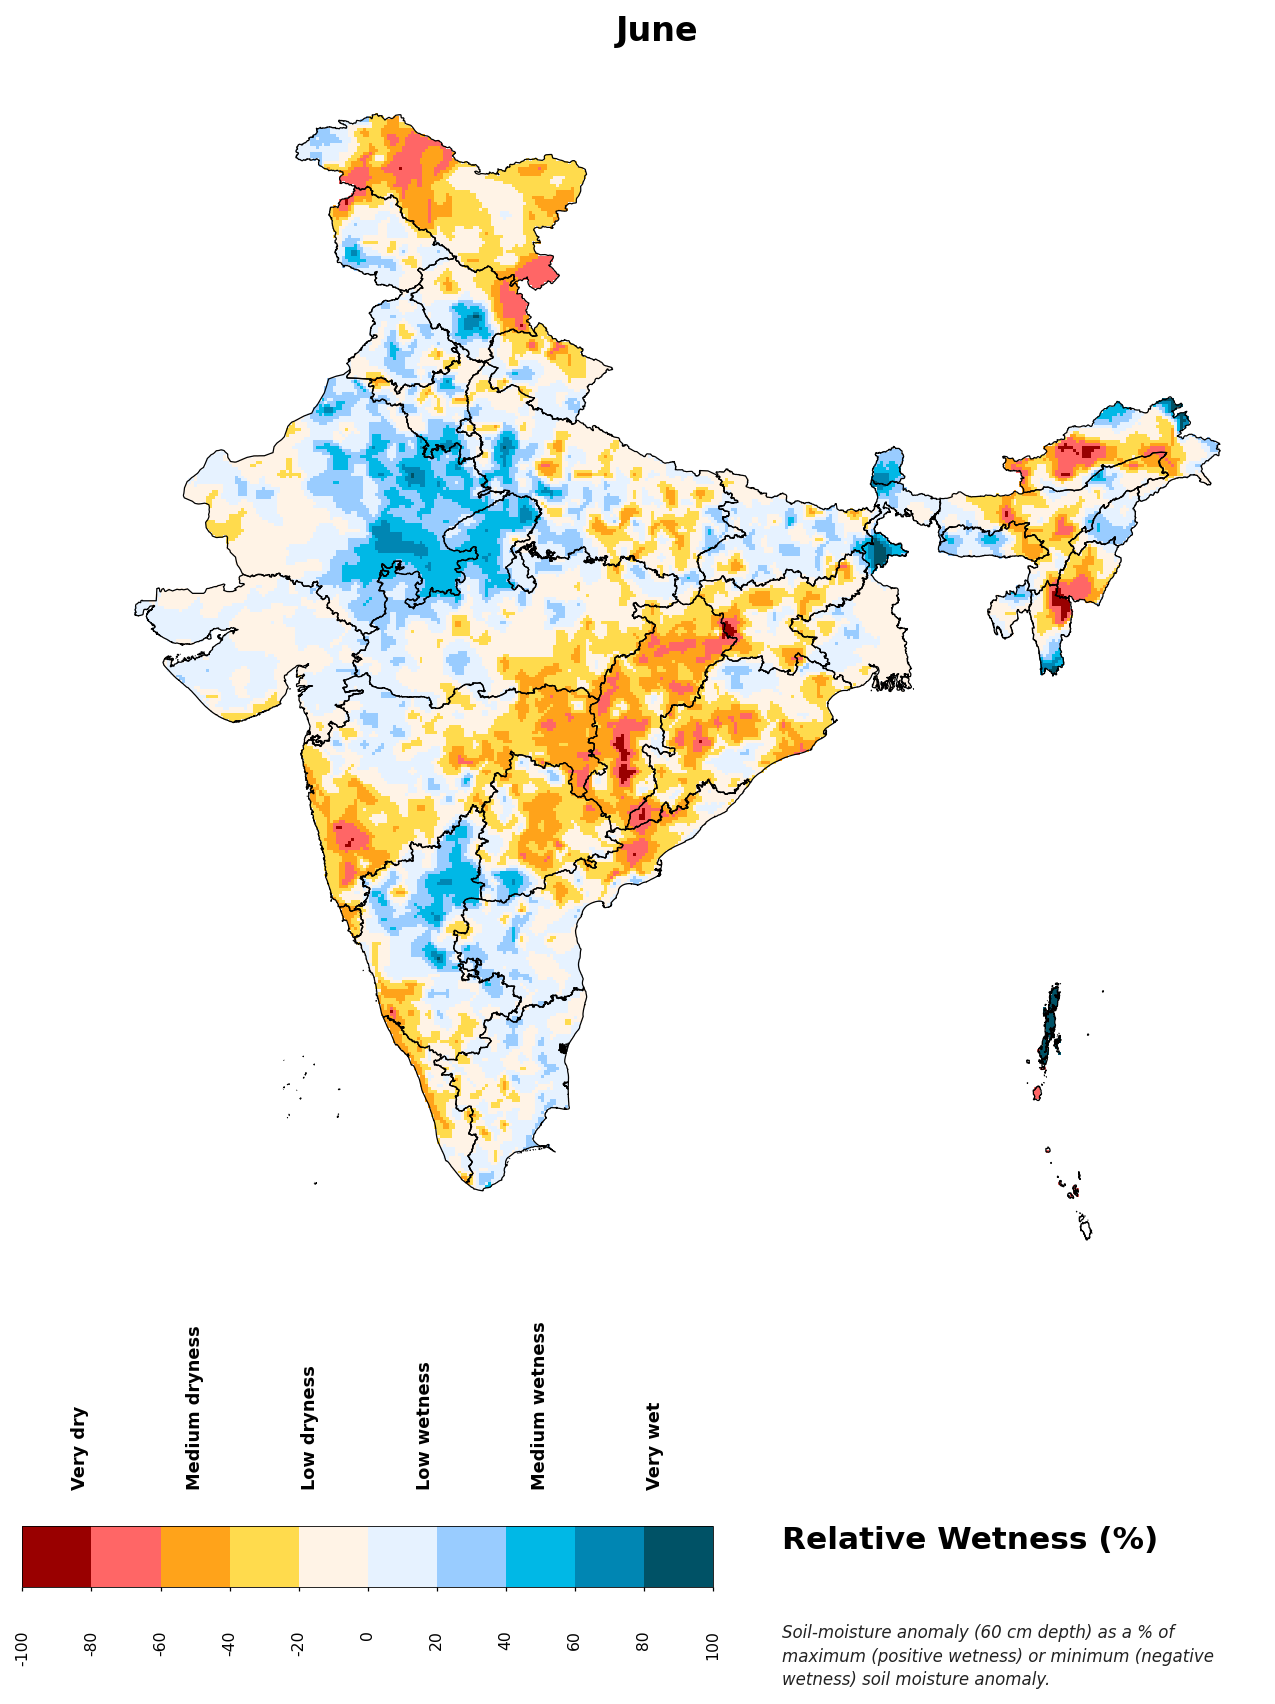 June
Very dry
Medium dryness
Low dryness
Low wetness
Medium wetness
Very wet
-100
-80
-60
-40
-20
0
20
40
60
80
100
Relative Wetness (%)
Soil-moisture anomaly (60 cm depth) as a % of
maximum (positive wetness) or minimum (negative
wetness) soil moisture anomaly.